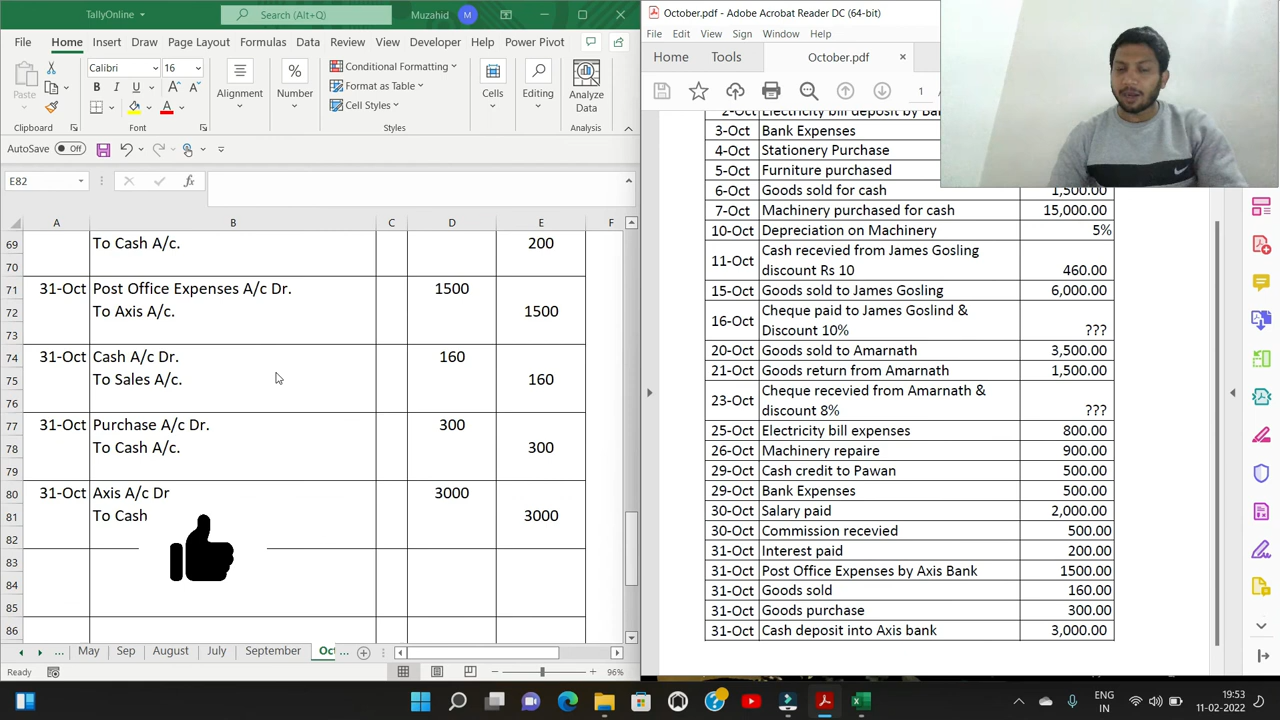 TallyOnline
Search (Alt+Q)
Muzahid
M
File Home Insert Draw Page Layout Formulas Data Review View Developer Help Power Pivot
Paste
Clipboard
Calibri 16
B I U
A
Font
Alignment
%
Number
Conditional Formatting
Format as Table
Cell Styles
Styles
Cells
Editing
Analyze
Data
Analysis
AutoSave Off
E82
fx
A B C D E F
69 To Cash A/c. 200
70
71 31-Oct Post Office Expenses A/c Dr. 1500
72 To Axis A/c. 1500
73
74 31-Oct Cash A/c Dr. 160
75 To Sales A/c. 160
76
77 31-Oct Purchase A/c Dr. 300
78 To Cash A/c. 300
79
80 31-Oct Axis A/c Dr 3000
81 To Cash 3000
82
83
84
85
86
... May Sep August July September Oct ...
Ready
96%
October.pdf - Adobe Acrobat Reader DC (64-bit)
File Edit View Sign Window Help
Home Tools October.pdf
1
2-Oct Electricity bill deposit by
3-Oct Bank Expenses
4-Oct Stationery Purchase
5-Oct Furniture purchased
6-Oct Goods sold for cash 1,500.00
7-Oct Machinery purchased for cash 15,000.00
10-Oct Depreciation on Machinery 5%
11-Oct Cash recevied from James Gosling
discount Rs 10 460.00
15-Oct Goods sold to James Gosling 6,000.00
16-Oct Cheque paid to James Goslind &
Discount 10% ???
20-Oct Goods sold to Amarnath 3,500.00
21-Oct Goods return from Amarnath 1,500.00
23-Oct Cheque recevied from Amarnath &
discount 8% ???
25-Oct Electricity bill expenses 800.00
26-Oct Machinery repaire 900.00
29-Oct Cash credit to Pawan 500.00
29-Oct Bank Expenses 500.00
30-Oct Salary paid 2,000.00
30-Oct Commission recevied 500.00
31-Oct Interest paid 200.00
31-Oct Post Office Expenses by Axis Bank 1500.00
31-Oct Goods sold 160.00
31-Oct Goods purchase 300.00
31-Oct Cash deposit into Axis bank 3,000.00
ENG
IN
19:53
11-02-2022